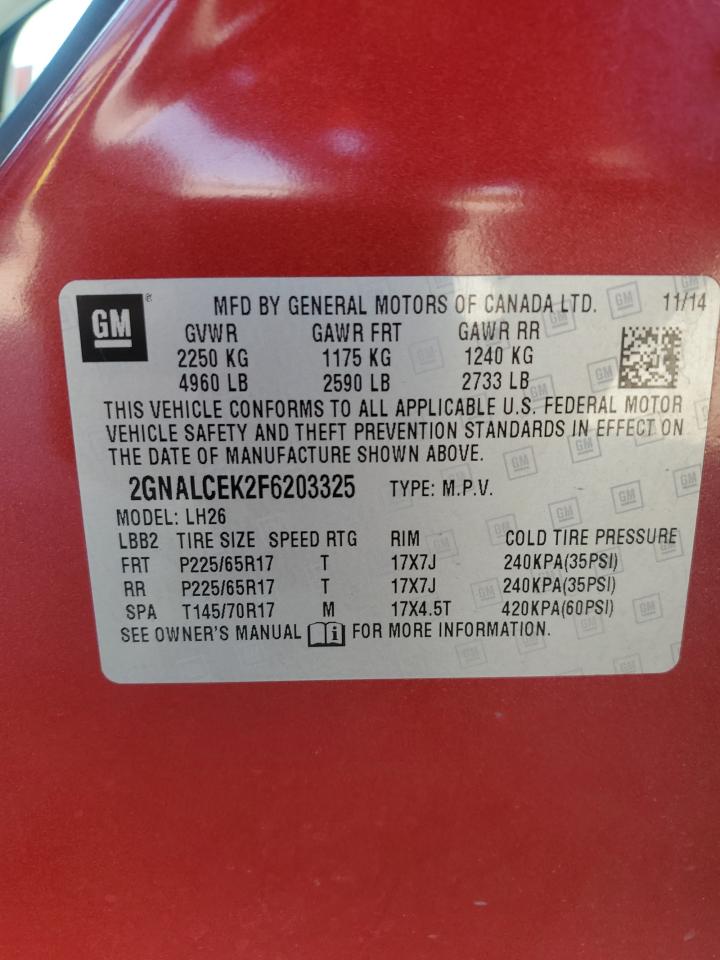 GM ® MFD BY GENERAL MOTORS OF CANADA LTD. 11/14
GVWR GAWR FRT GAWR RR
2250 KG 1175 KG 1240 KG
4960 LB 2590 LB 2733 LB
THIS VEHICLE CONFORMS TO ALL APPLICABLE U.S. FEDERAL MOTOR
VEHICLE SAFETY AND THEFT PREVENTION STANDARDS IN EFFECT ON
THE DATE OF MANUFACTURE SHOWN ABOVE.
2GNALCEK2F6203325 TYPE: M.P.V.
MODEL: LH26
LBB2 TIRE SIZE SPEED RTG RIM COLD TIRE PRESSURE
FRT P225/65R17 T 17X7J 240KPA(35PSI)
RR P225/65R17 T 17X7J 240KPA(35PSI)
SPA T145/70R17 M 17X4.5T 420KPA(60PSI)
SEE OWNER'S MANUAL i FOR MORE INFORMATION.